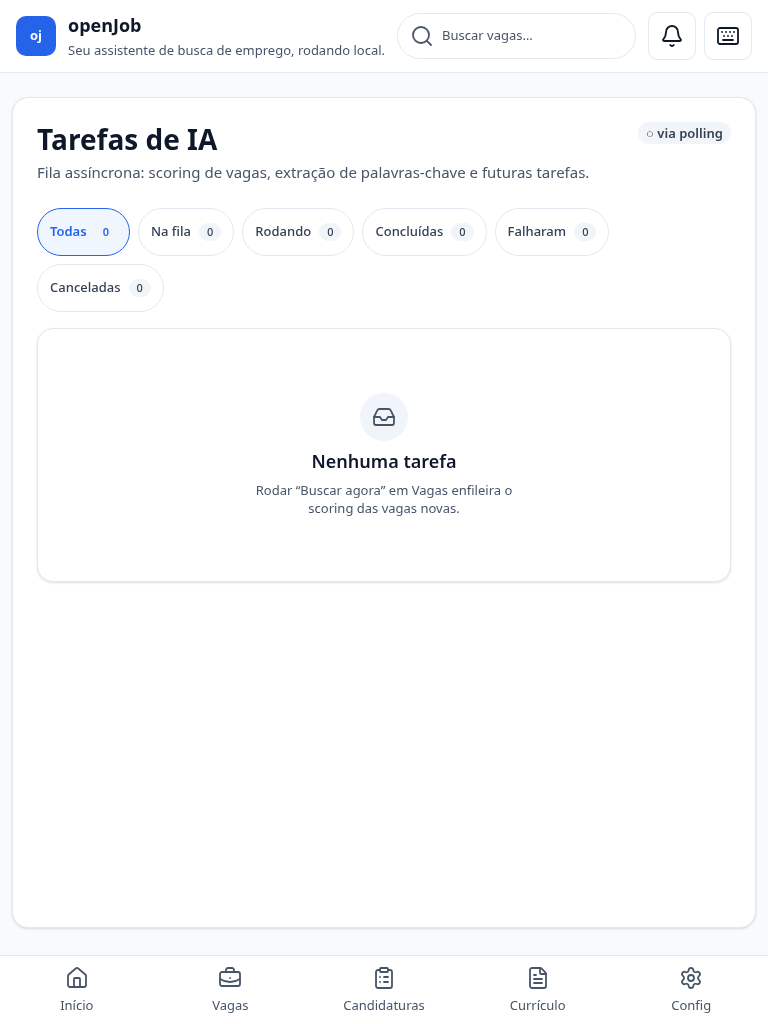 oj
openJob
Seu assistente de busca de emprego, rodando local.
Buscar vagas...
Tarefas de IA
○ via polling
Fila assíncrona: scoring de vagas, extração de palavras-chave e futuras tarefas.
Todas 0
Na fila 0
Rodando 0
Concluídas 0
Falharam 0
Canceladas 0
Nenhuma tarefa
Rodar “Buscar agora” em Vagas enfileira o
scoring das vagas novas.
Início
Vagas
Candidaturas
Currículo
Config